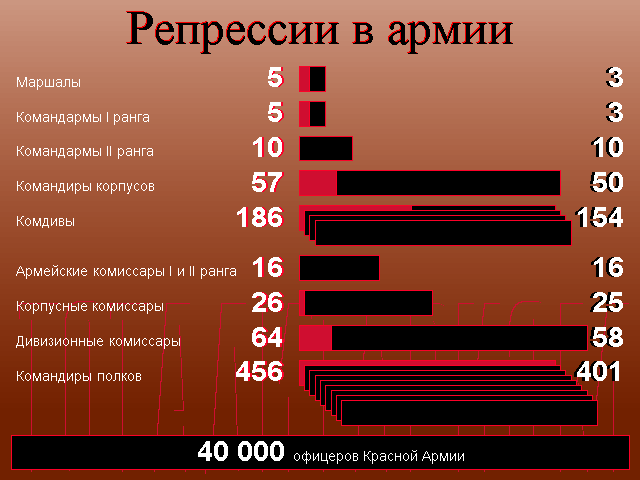 Репрессии в армии
Маршалы 5 3
Командармы I ранга 5 3
Командармы II ранга 10 10
Командиры корпусов 57 50
Комдивы 186 154
Армейские комиссары I и II ранга 16 16
Корпусные комиссары 26 25
Дивизионные комиссары 64 58
Командиры полков 456 401
40 000 офицеров Красной Армии